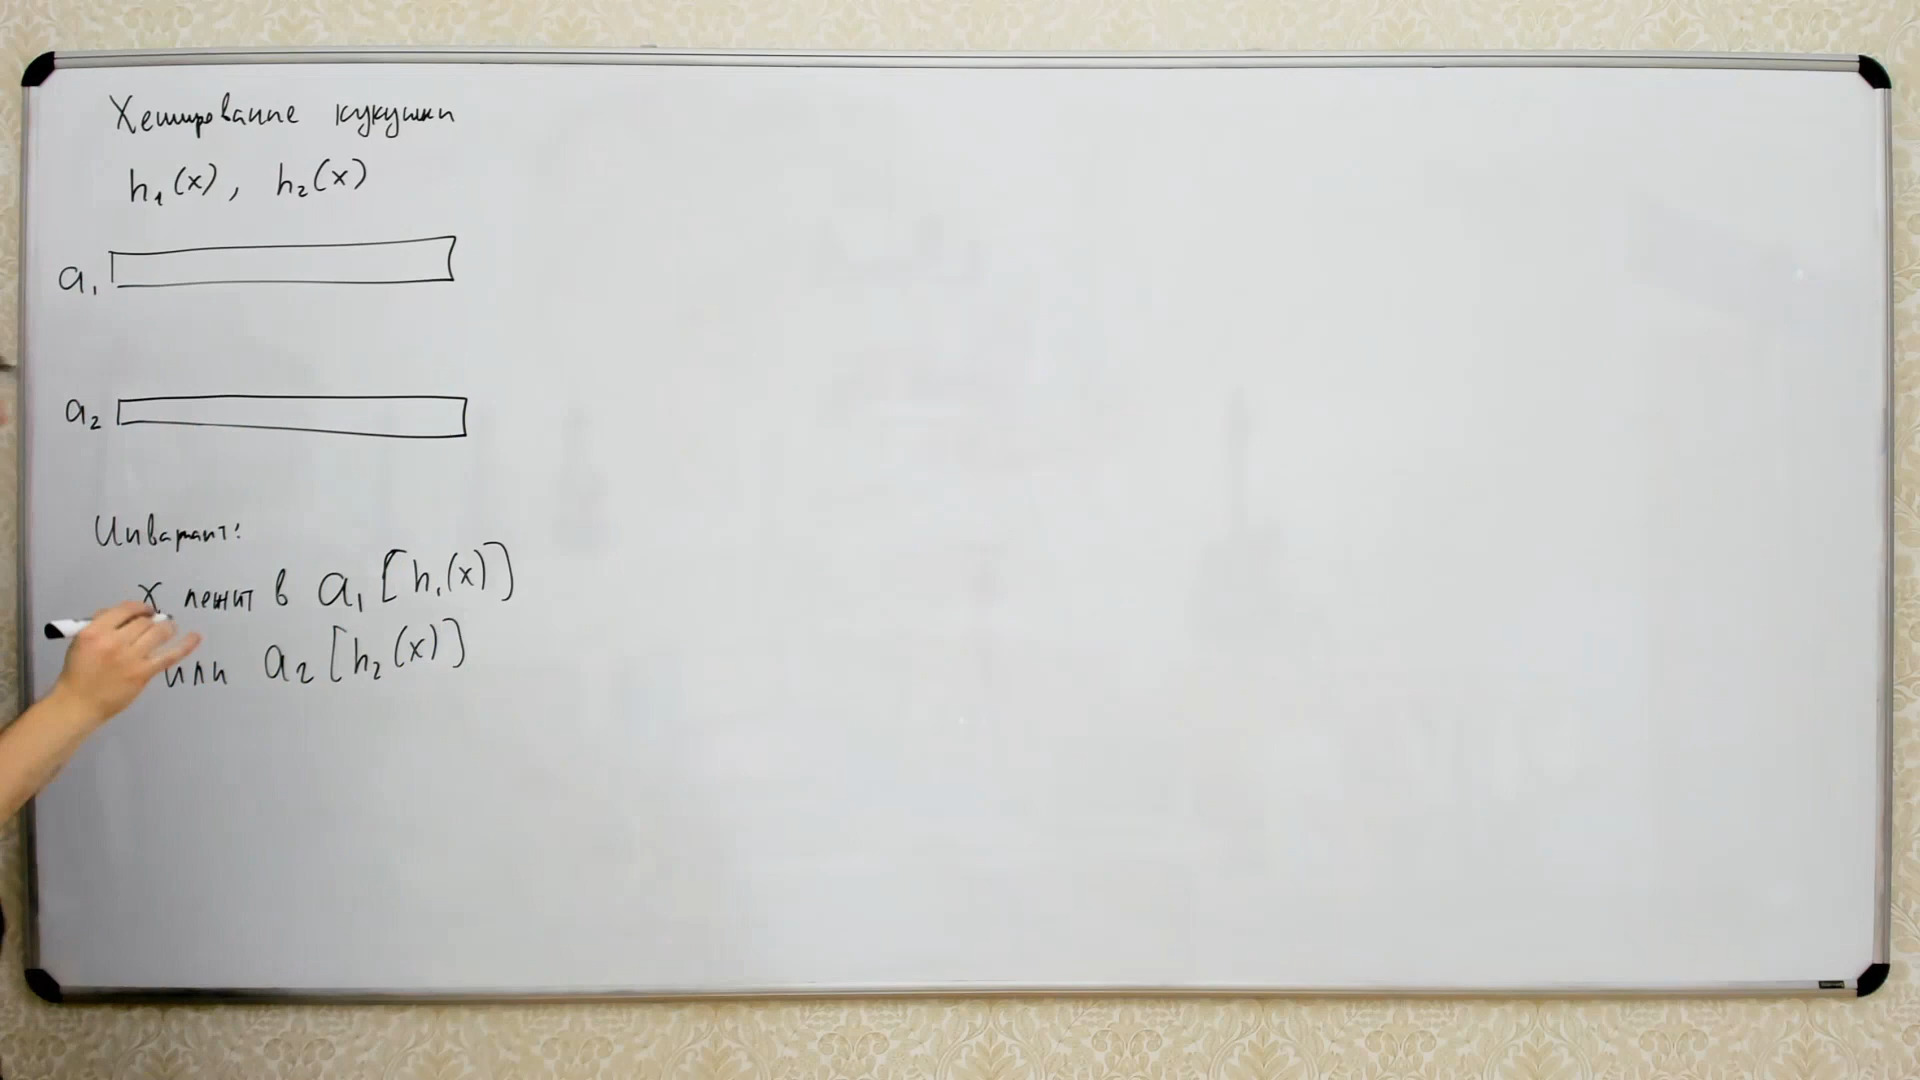 Хеширование кукушки
h₁(x), h₂(x)
a₁
a₂
Инвариант:
x лежит в a₁[h₁(x)]
или a₂[h₂(x)]